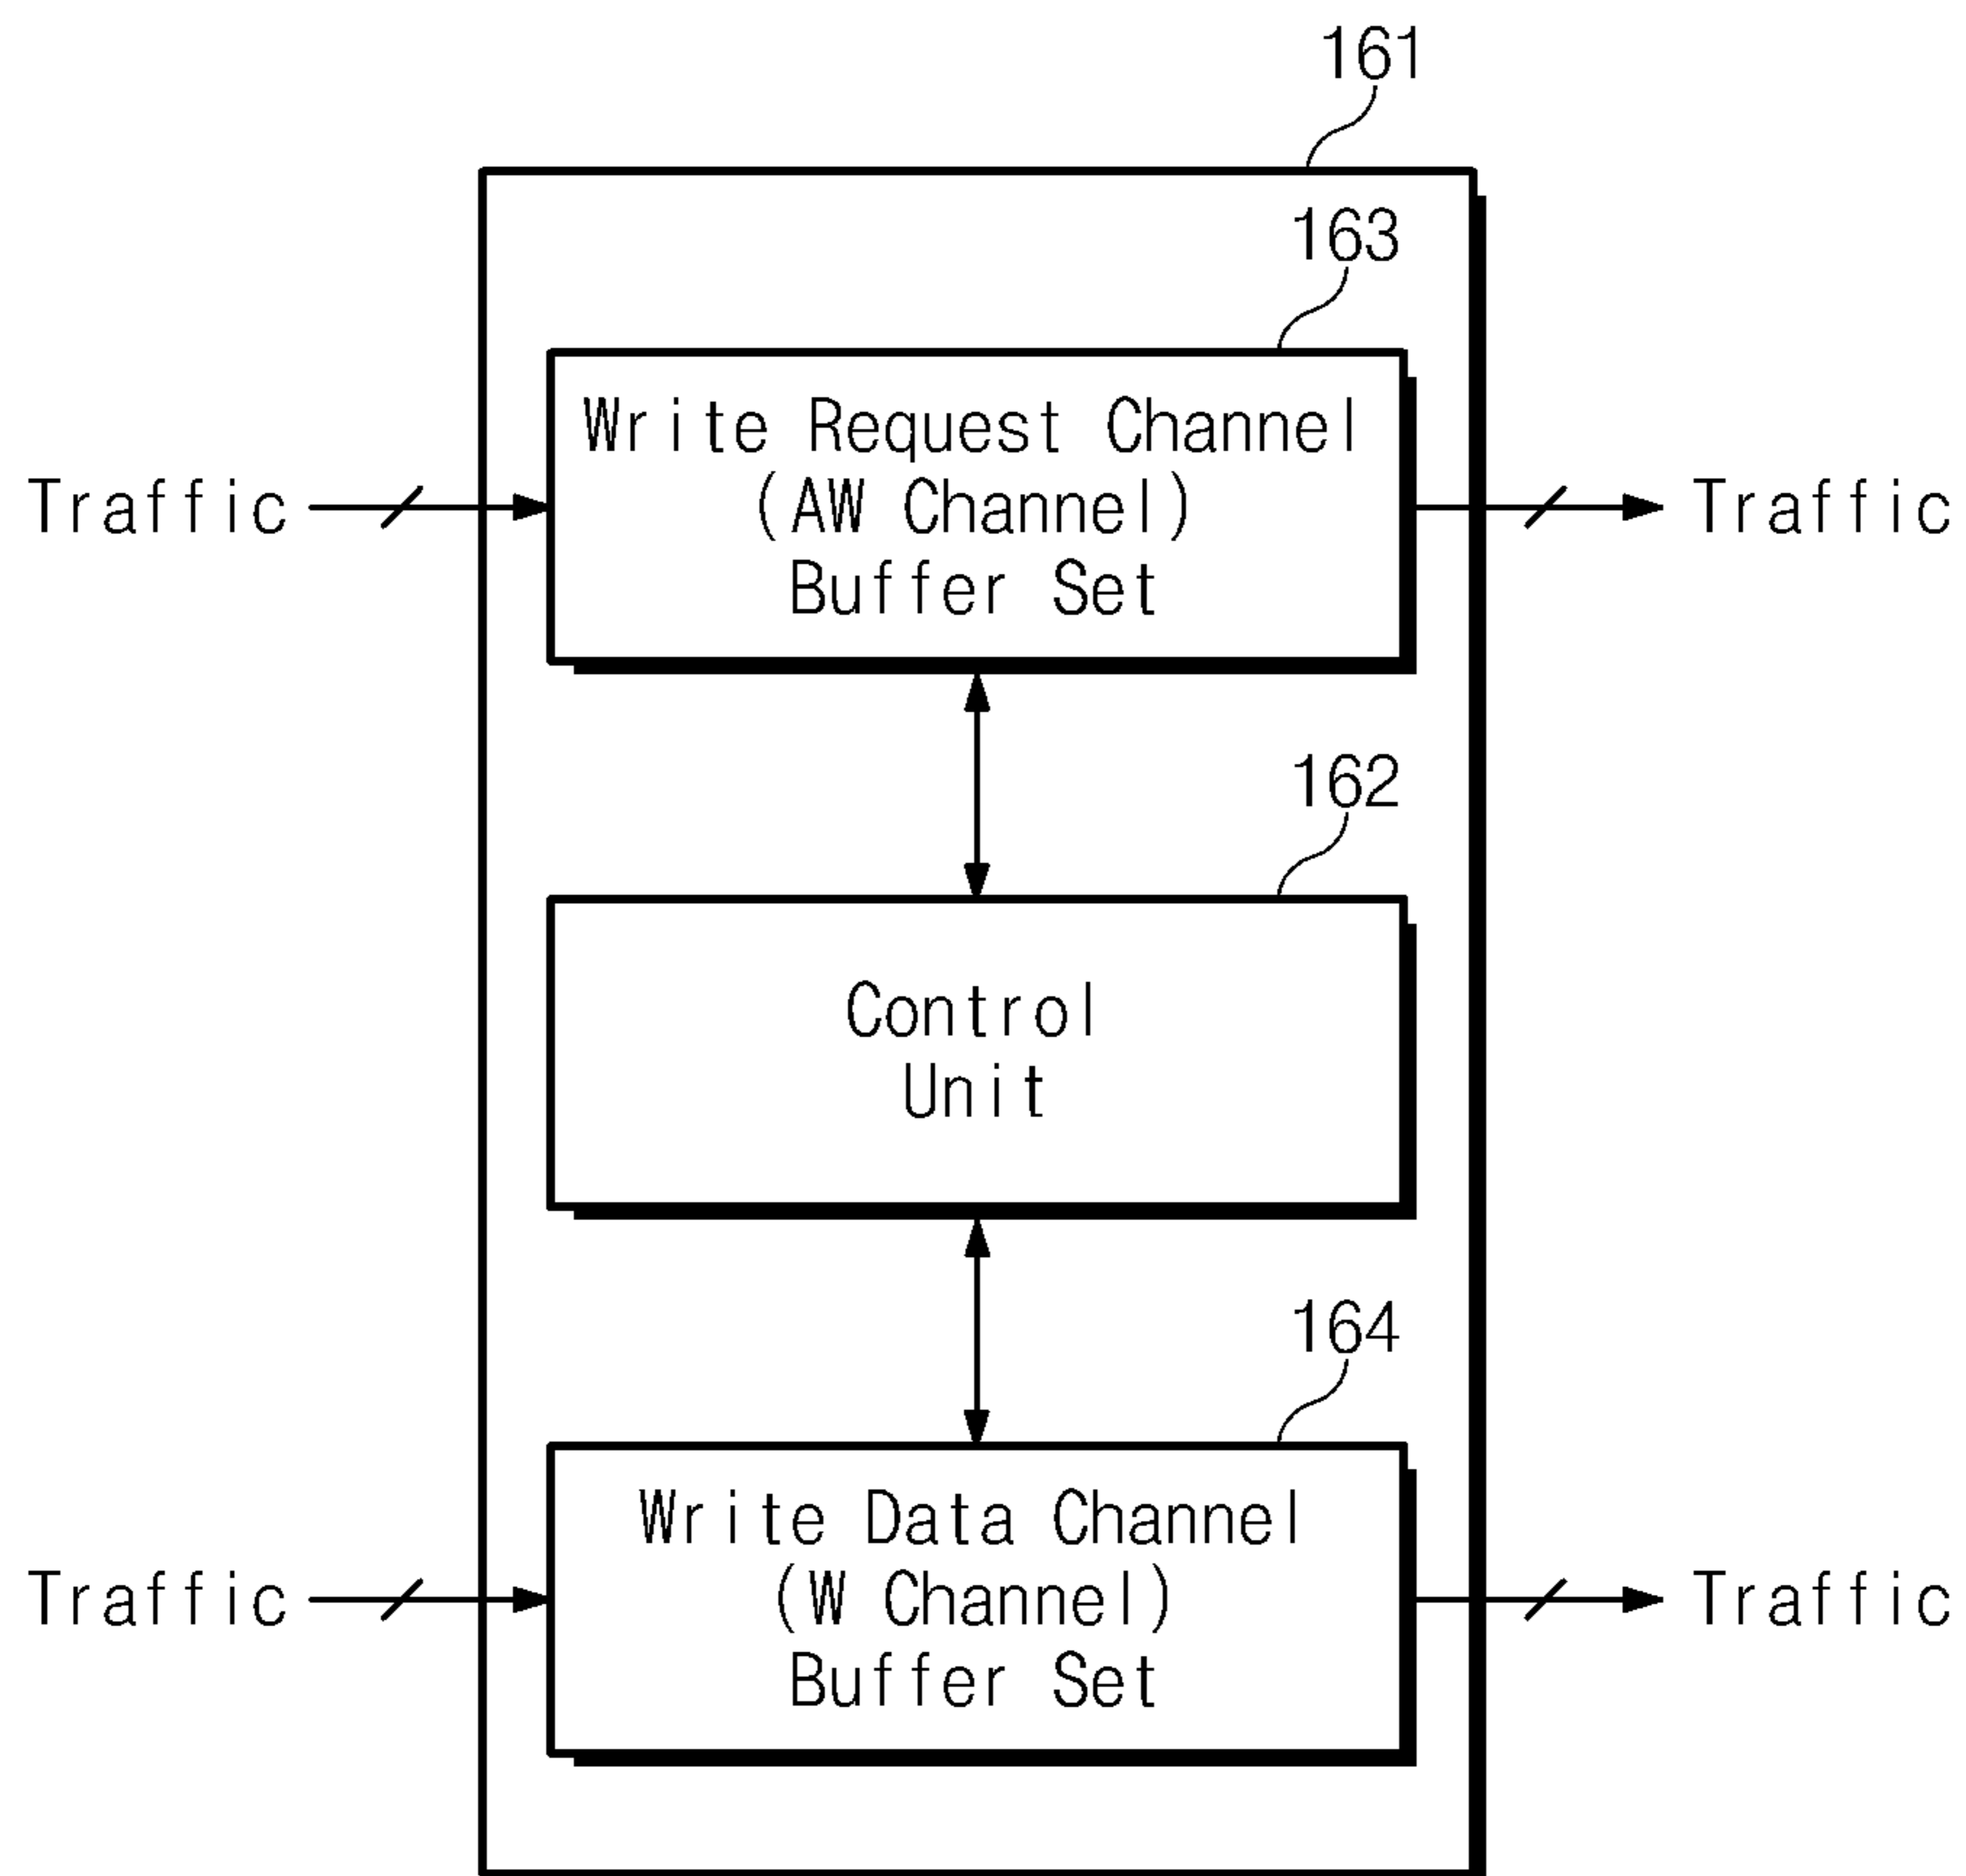 161
163
Write Request Channel
(AW Channel)
Buffer Set
Traffic
Traffic
162
Control
Unit
164
Write Data Channel
(W Channel)
Buffer Set
Traffic
Traffic